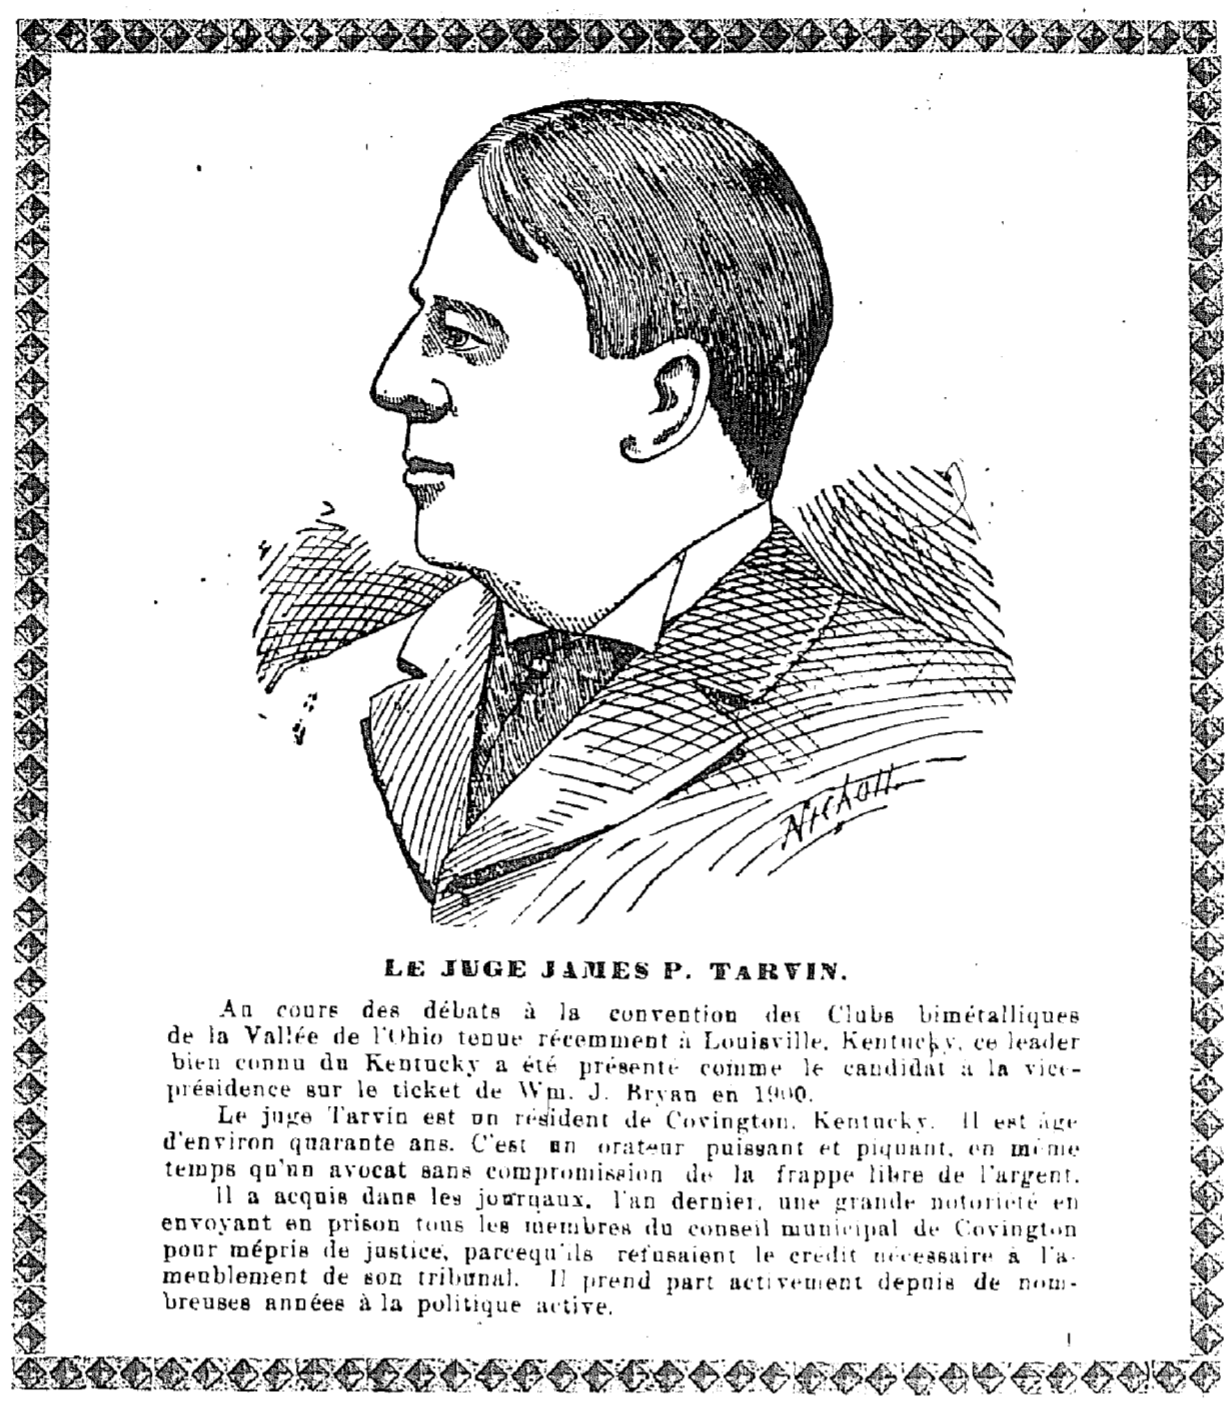 Nichall.
LE JUGE JAMES P. TARVIN.
Au cours des débats à la convention des Clubs bimétalliques
de la Vallée de l'Ohio tenue récemment à Louisville, Kentucky, ce leader
bien connu du Kentucky a été présenté comme le candidat à la vice-
présidence sur le ticket de Wm. J. Bryan en 1900.
Le juge Tarvin est un résident de Covington, Kentucky. Il est âgé
d'environ quarante ans. C'est un orateur puissant et piquant, en même
temps qu'un avocat sans compromission de la frappe libre de l'argent.
Il a acquis dans les journaux, l'an dernier, une grande notoriété en
envoyant en prison tous les membres du conseil municipal de Covington
pour mépris de justice, parcequ'ils refusaient le crédit nécessaire à l'a-
meublement de son tribunal. Il prend part activement depuis de nom-
breuses années à la politique active.